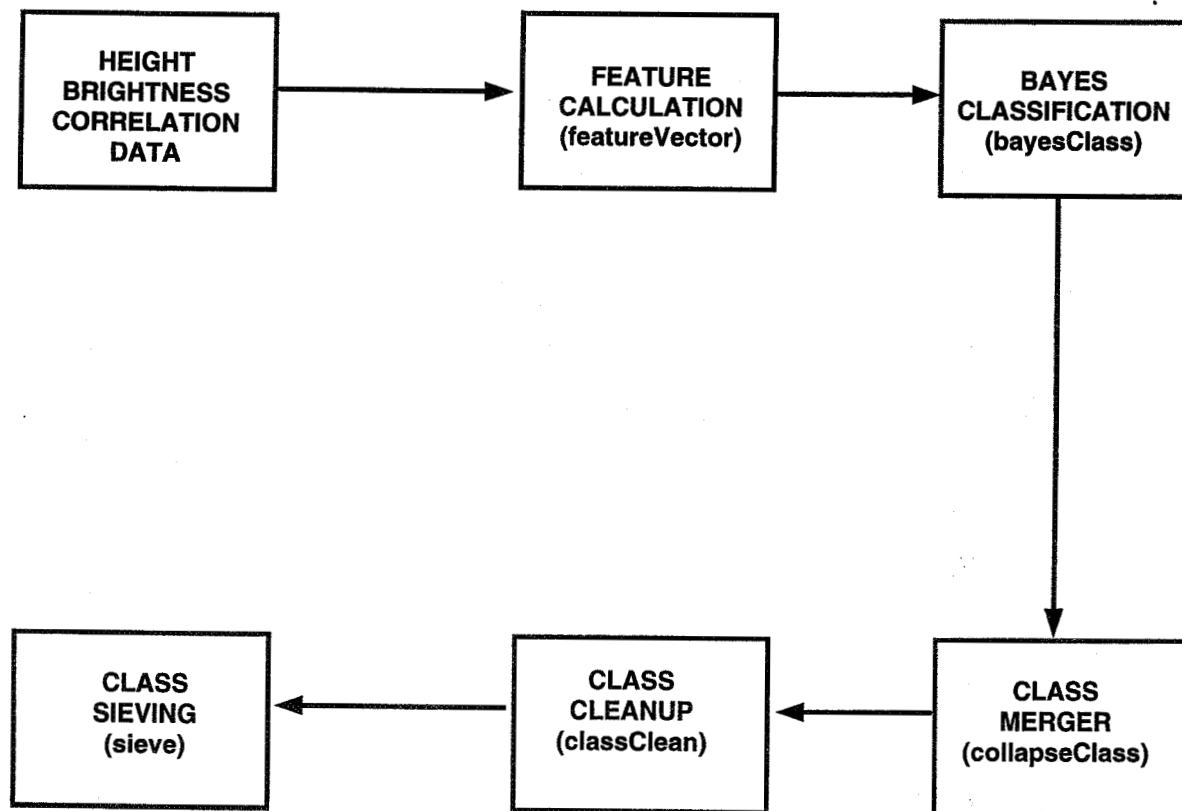 HEIGHT
BRIGHTNESS
CORRELATION
DATA
FEATURE
CALCULATION
(featureVector)
BAYES
CLASSIFICATION
(bayesClass)
CLASS
MERGER
(collapseClass)
CLASS
CLEANUP
(classClean)
CLASS
SIEVING
(sieve)